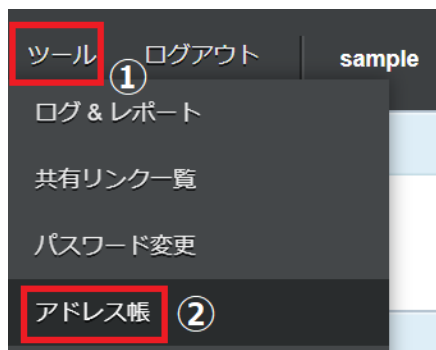 ツール ① ログアウト sample
ログ & レポート
共有リンク一覧
パスワード変更
アドレス帳 ②